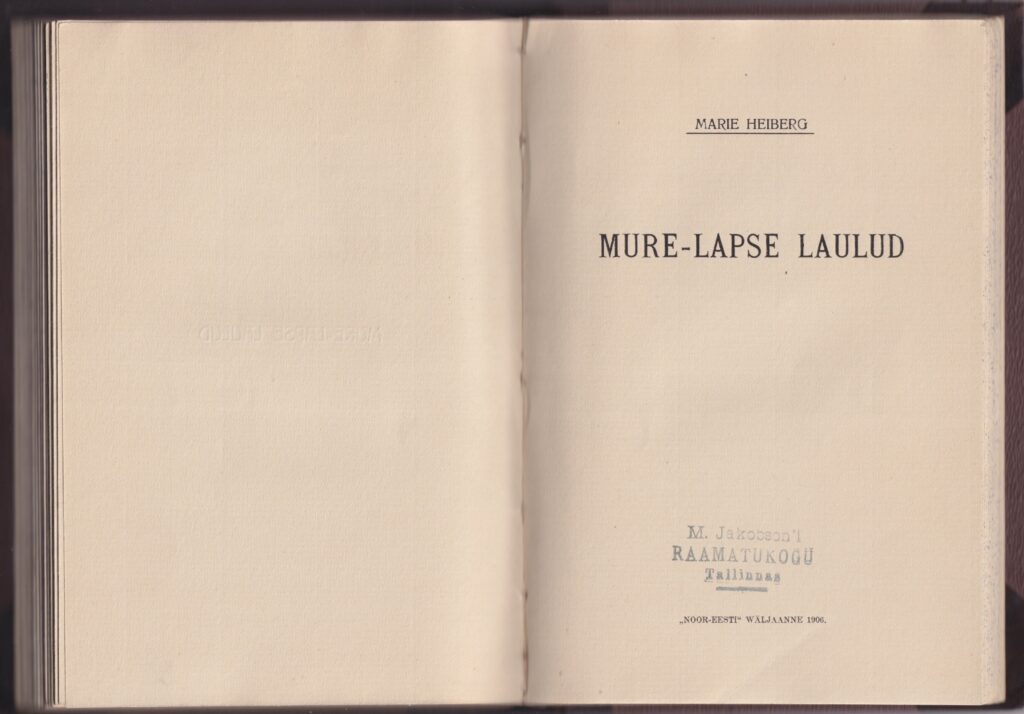 MARIE HEIBERG
MURE-LAPSE LAULUD
M. Jakobson'i
RAAMATUKOGU
Tallinnas
„NOOR-EESTI“ WÄLJAANNE 1906.